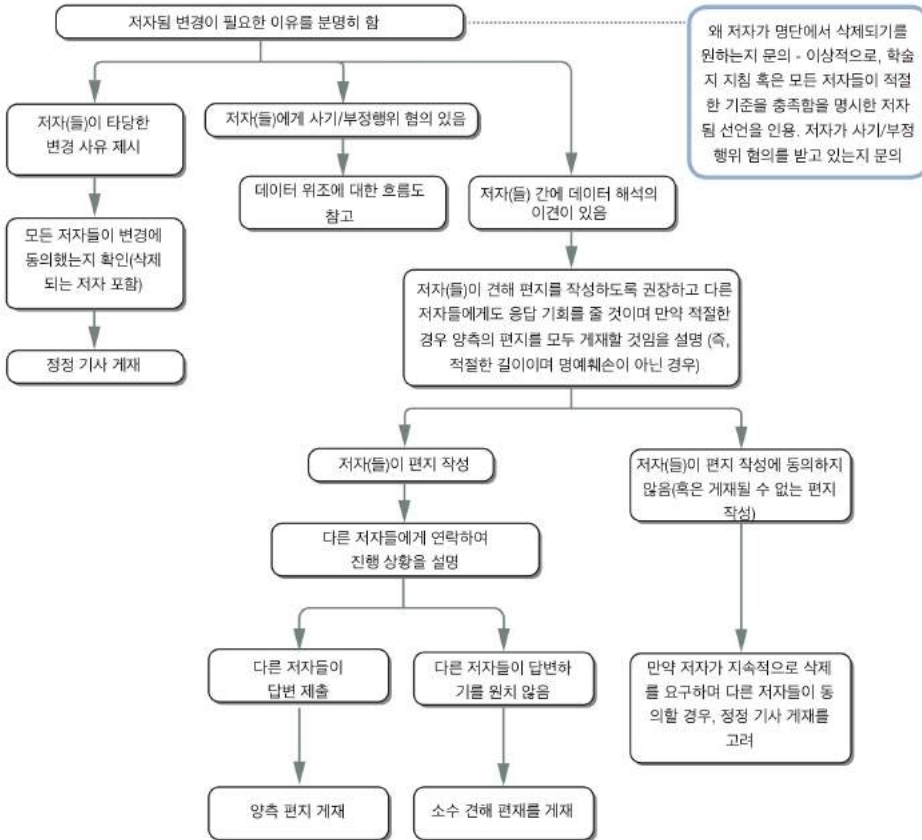 저자됨 변경이 필요한 이유를 분명히 함
왜 저자가 명단에서 삭제되기를
원하는지 문의 - 이상적으로, 학술
지 지침 혹은 모든 저자들이 적절
한 기준을 충족함을 명시한 저자
됨 선언을 인용. 저자가 사기/부정
행위 혐의를 받고 있는지 문의
저자(들)이 타당한
변경 사유 제시
저자(들)에게 사기/부정행위 혐의 있음
데이터 위조에 대한 흐름도
참고
저자(들) 간에 데이터 해석의
이견이 있음
모든 저자들이 변경에
동의했는지 확인(삭제
되는 저자 포함)
정정 기사 게재
저자(들)이 견해 편지를 작성하도록 권장하고 다른
저자들에게도 응답 기회를 줄 것이며 만약 적절한
경우 양측의 편지를 모두 게재할 것임을 설명 (즉,
적절한 길이이며 명예훼손이 아닌 경우)
저자(들)이 편지 작성
저자(들)이 편지 작성에 동의하지
않음(혹은 게재될 수 없는 편지
작성)
다른 저자들에게 연락하여
진행 상황을 설명
다른 저자들이
답변 제출
다른 저자들이 답변하
기를 원치 않음
만약 저자가 지속적으로 삭제
를 요구하며 다른 저자들이 동
의할 경우, 정정 기사 게재를
고려
양측 편지 게재
소수 견해 편재를 게재